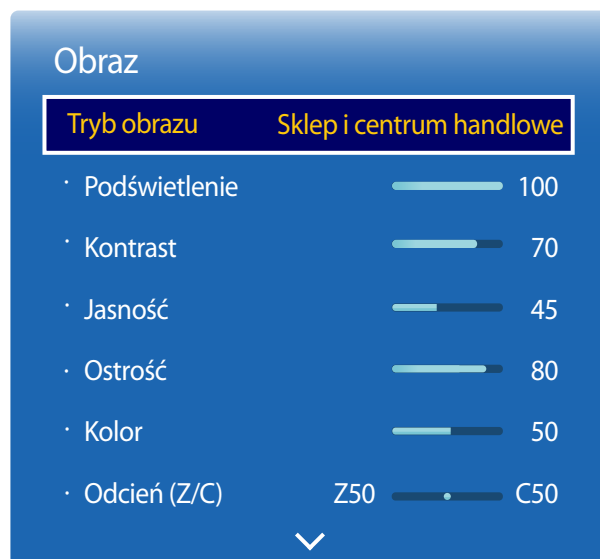 Obraz
Tryb obrazu Sklep i centrum handlowe
· Podświetlenie 100
· Kontrast 70
· Jasność 45
· Ostrość 80
· Kolor 50
· Odcień (Z/C) Z50 C50